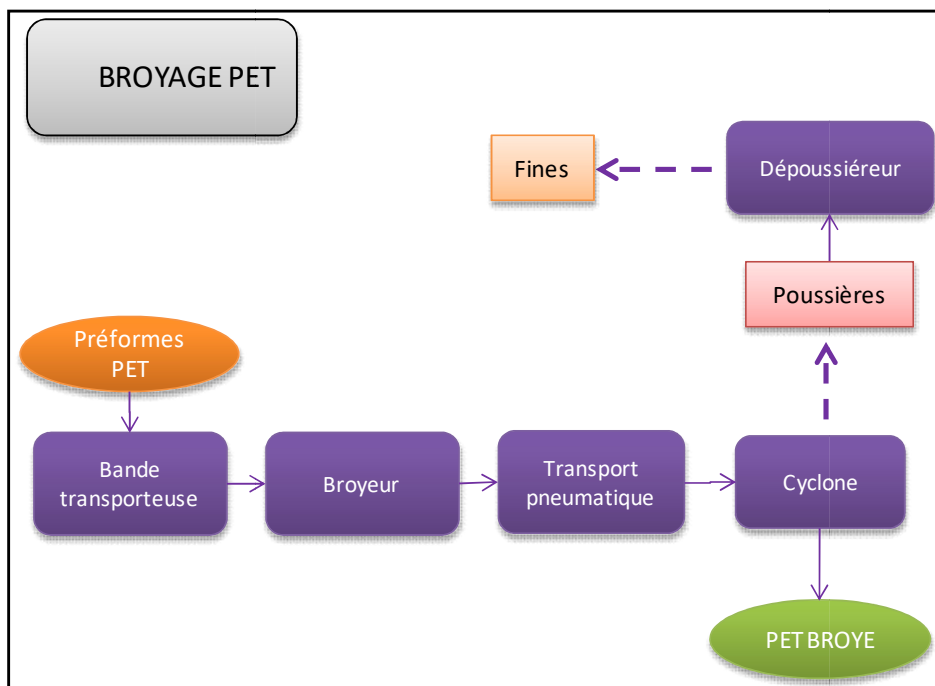 BROYAGE PET
Fines
Dépoussiéreur
Poussières
Préformes
PET
Bande
transporteuse
Broyeur
Transport
pneumatique
Cyclone
PET BROYE